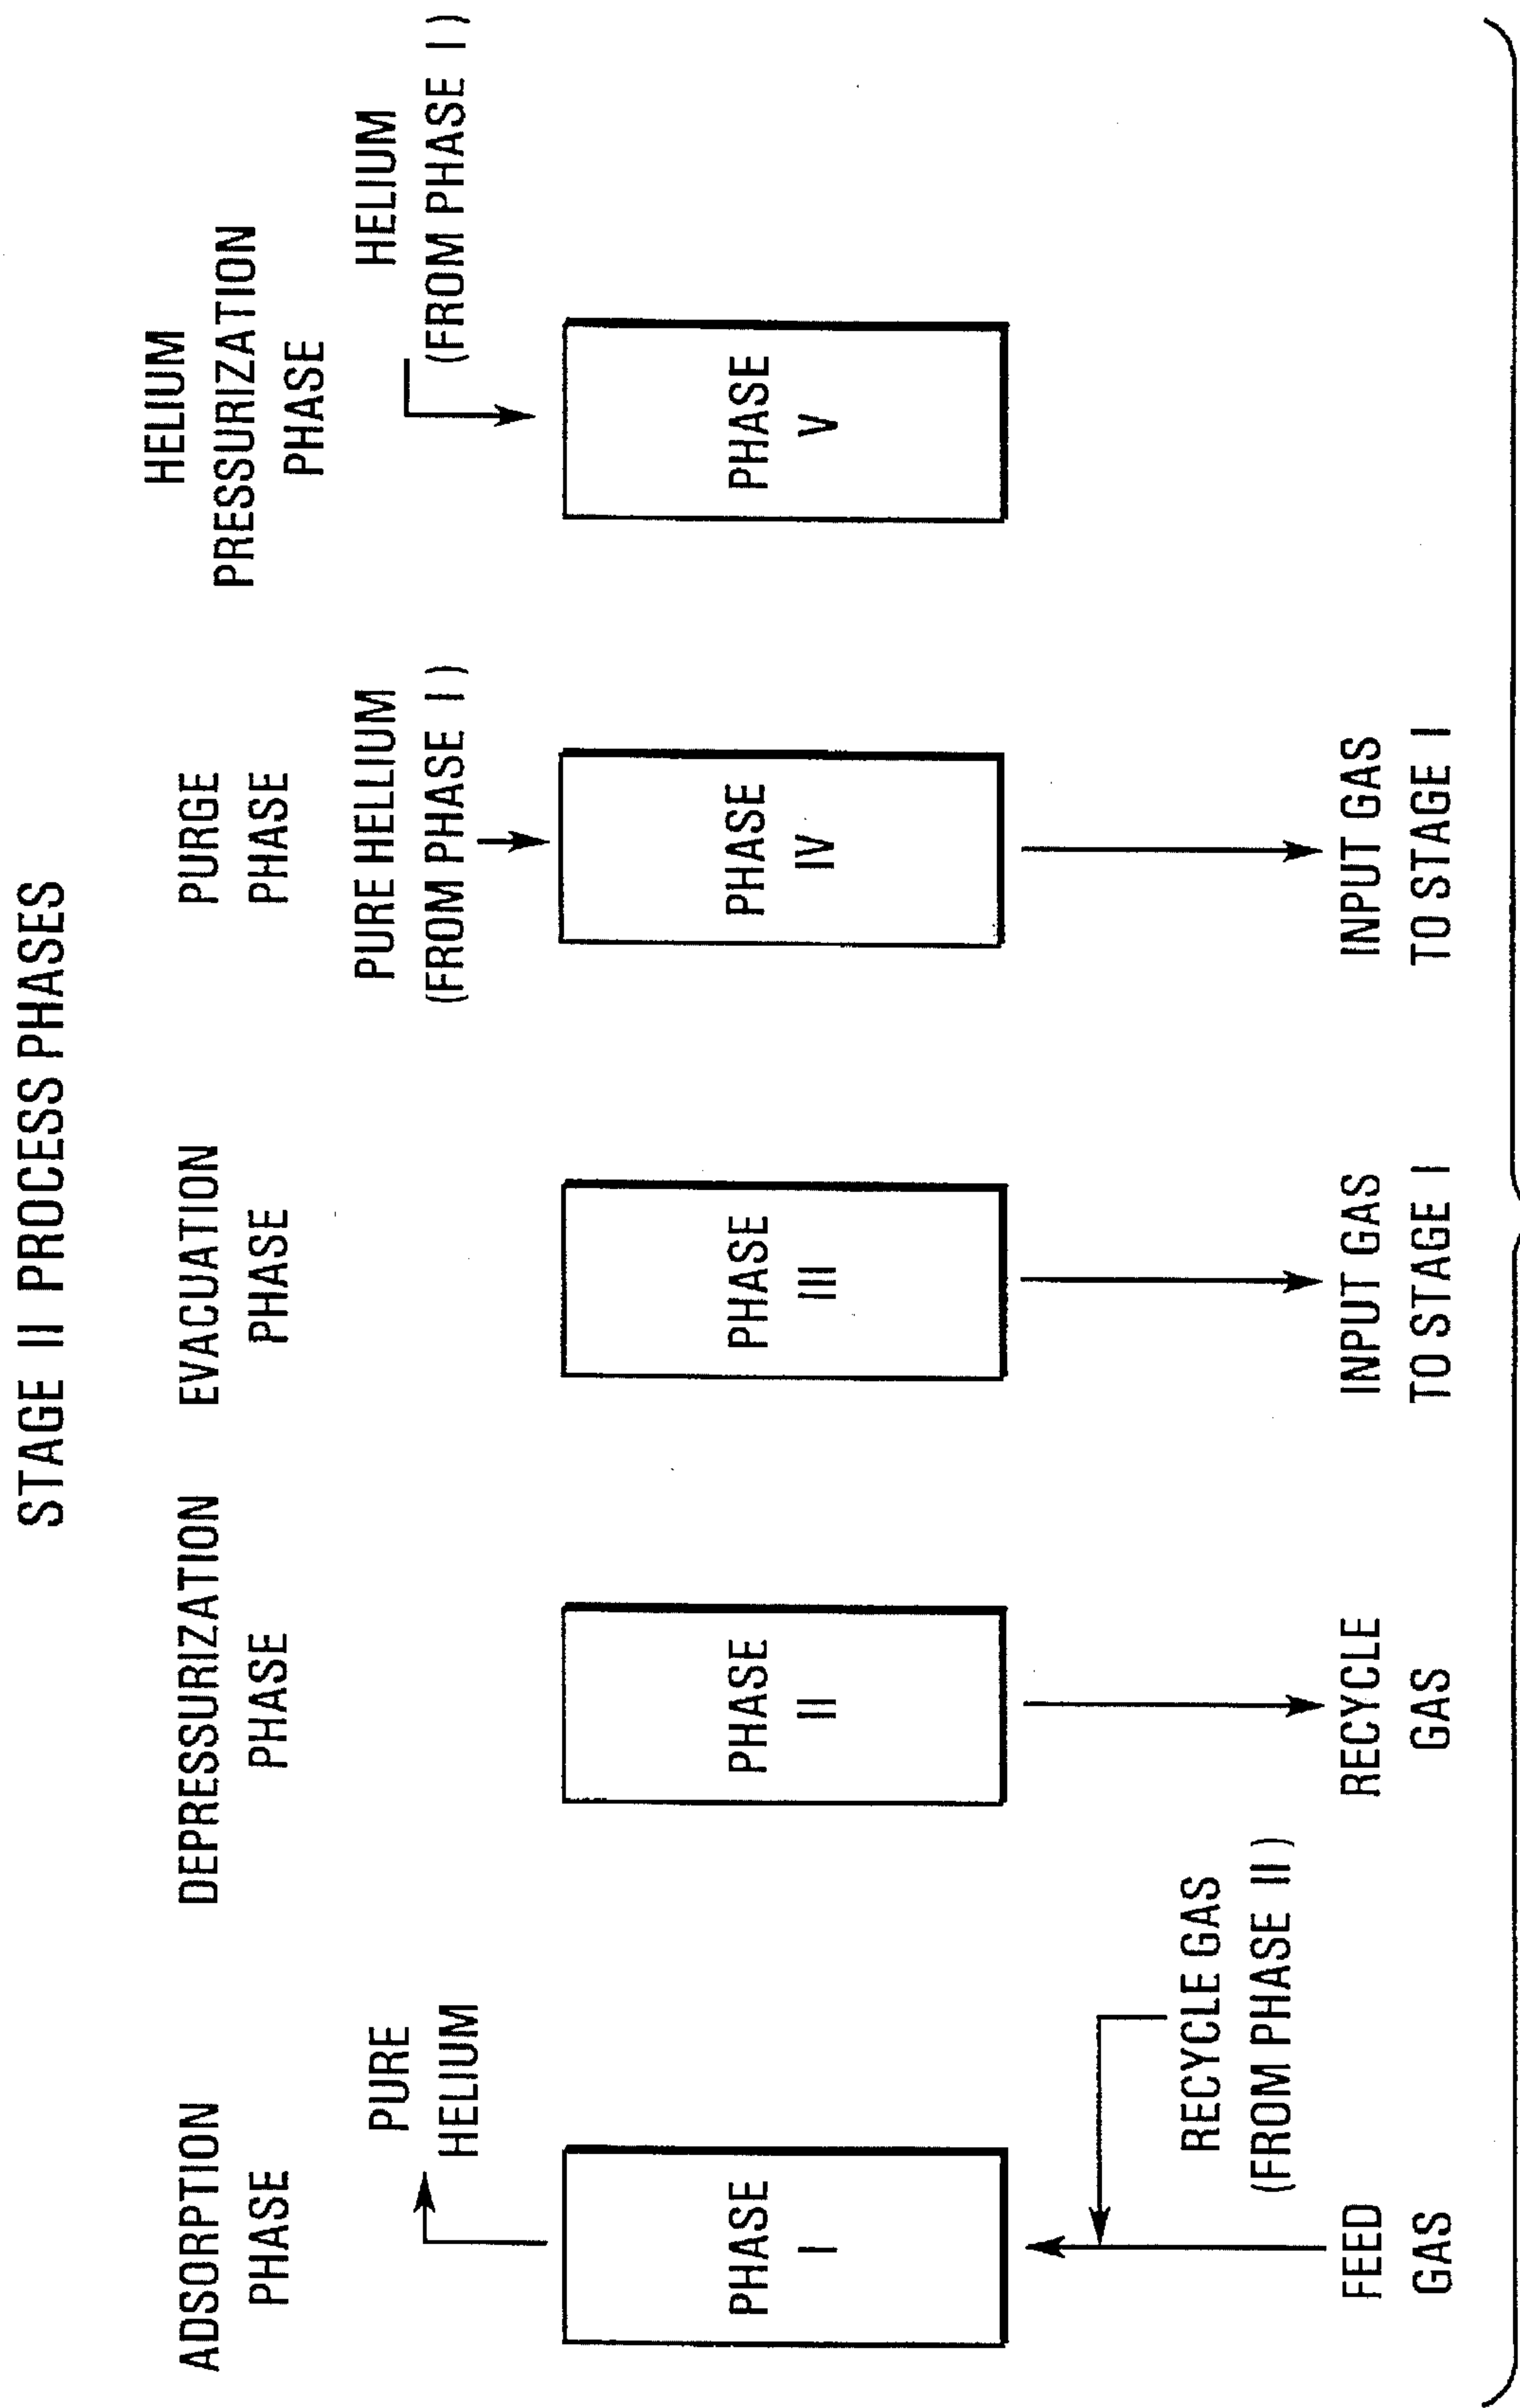 STAGE II PROCESS PHASES
ADSORPTION
PHASE
DEPRESSURIZATION
PHASE
EVACUATION
PHASE
PURGE
PHASE
HELIUM
PRESSURIZATION
PHASE
PURE
HELIUM
PURE HELLIUM
(FROM PHASE I)
HELIUM
(FROM PHASE I)
PHASE
I
PHASE
II
PHASE
III
PHASE
IV
PHASE
V
RECYCLE GAS
(FROM PHASE II)
FEED
GAS
RECYCLE
GAS
INPUT GAS
TO STAGE I
INPUT GAS
TO STAGE I